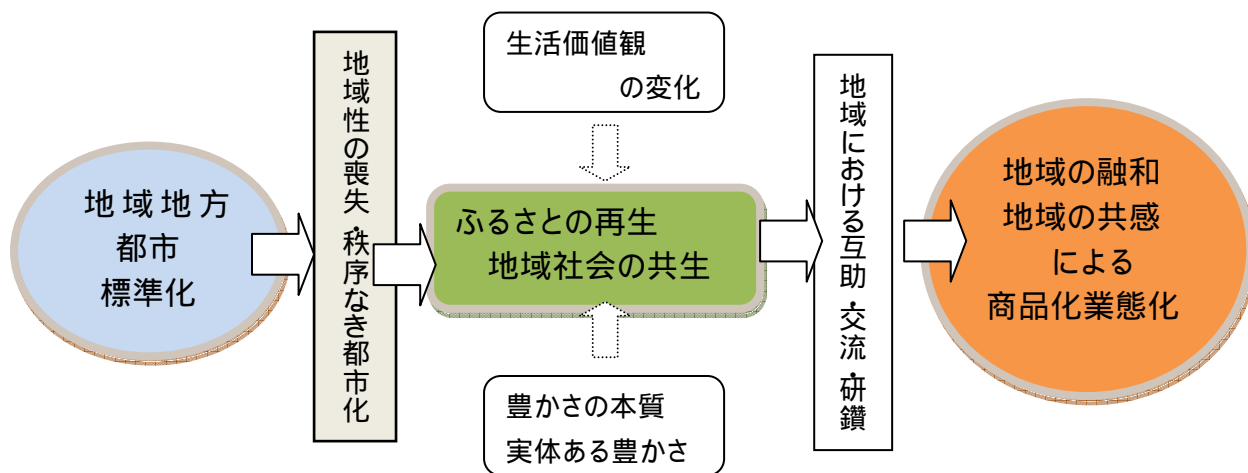 地域地方
都市
標準化
地域性の喪失・秩序なき都市化
生活価値観
の変化
ふるさとの再生
地域社会の共生
豊かさの本質
実体ある豊かさ
地域における互助・交流・研鑽
地域の融和
地域の共感
による
商品化業態化